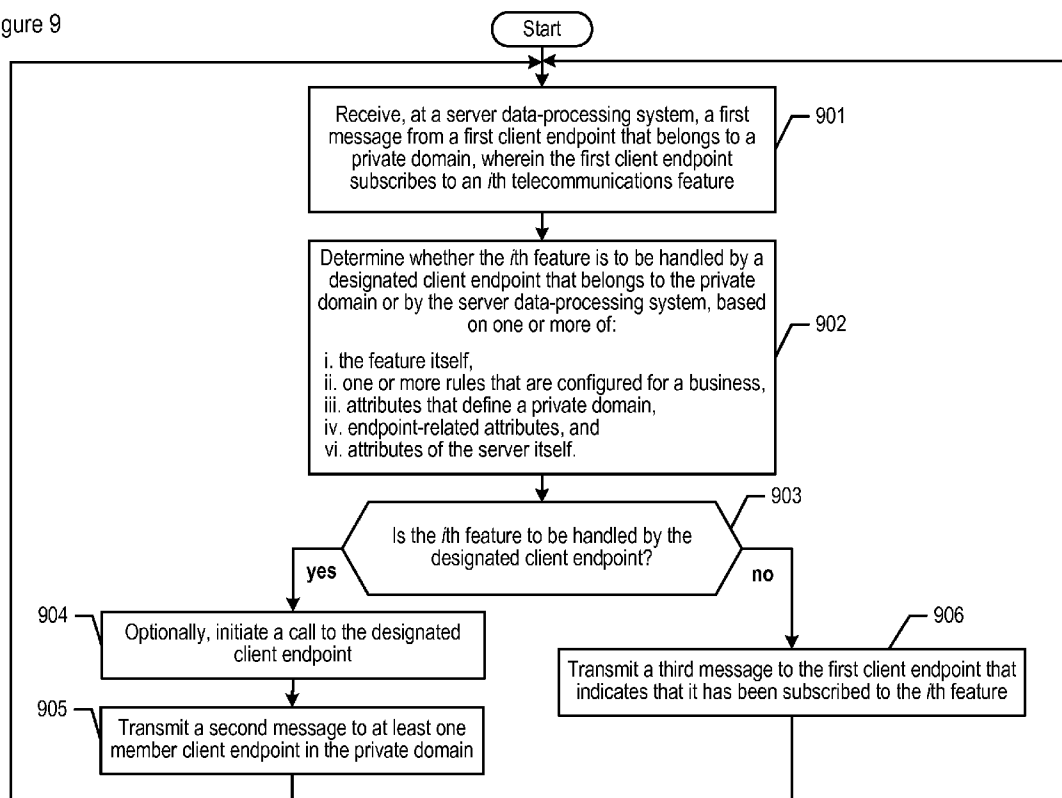 gure 9
Start
Receive, at a server data-processing system, a first
message from a first client endpoint that belongs to a
private domain, wherein the first client endpoint
subscribes to an ith telecommunications feature
901
Determine whether the ith feature is to be handled by a
designated client endpoint that belongs to the private
domain or by the server data-processing system, based
on one or more of:
i. the feature itself,
ii. one or more rules that are configured for a business,
iii. attributes that define a private domain,
iv. endpoint-related attributes, and
vi. attributes of the server itself.
902
903
Is the ith feature to be handled by the
designated client endpoint?
yes
no
904
Optionally, initiate a call to the designated
client endpoint
906
Transmit a third message to the first client endpoint that
indicates that it has been subscribed to the ith feature
905
Transmit a second message to at least one
member client endpoint in the private domain